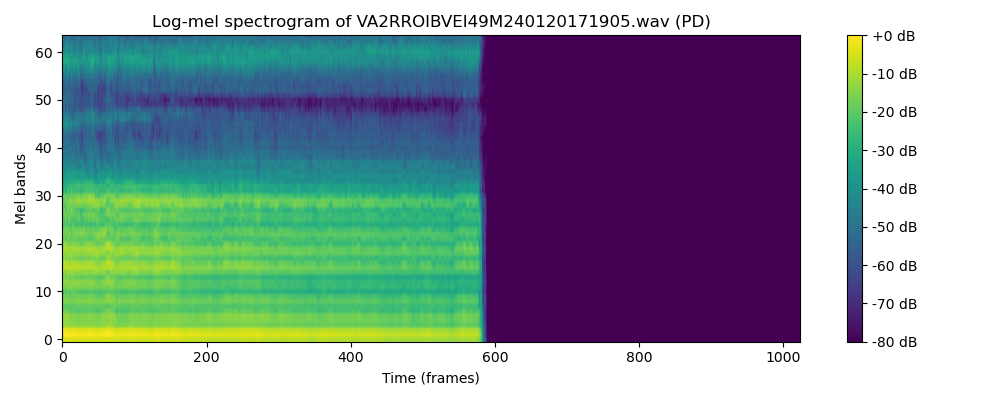 Log-mel spectrogram of VA2RROIBVEI49M240120171905.wav (PD)
60
50
40
30
20
10
0
Mel bands
0 200 400 600 800 1000
Time (frames)
+0 dB
-10 dB
-20 dB
-30 dB
-40 dB
-50 dB
-60 dB
-70 dB
-80 dB